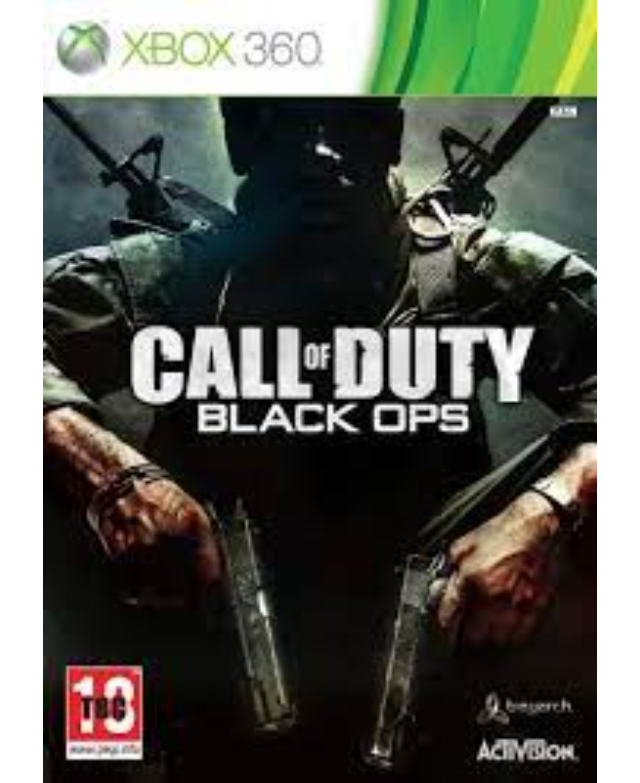 XBOX 360
CALL OF DUTY
BLACK OPS
18
TBC
www.pegi.info
treyarch
ACTIVISION